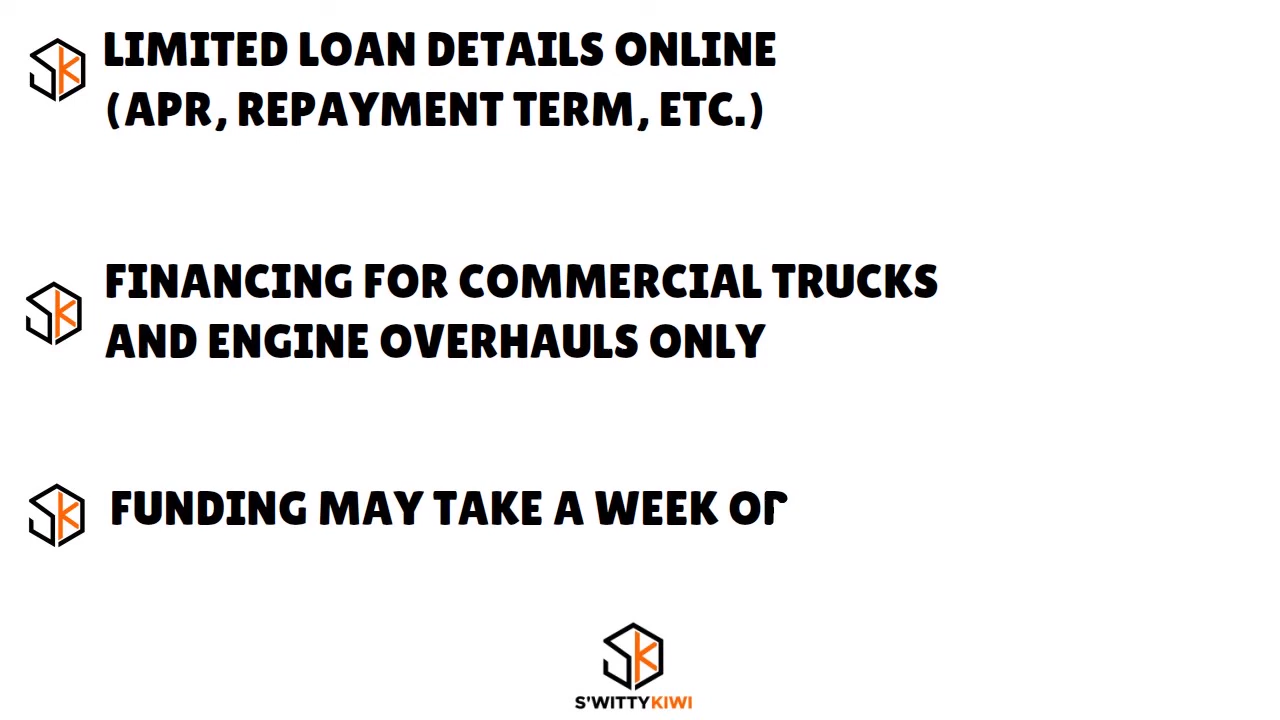 LIMITED LOAN DETAILS ONLINE
(APR, REPAYMENT TERM, ETC.)
FINANCING FOR COMMERCIAL TRUCKS
AND ENGINE OVERHAULS ONLY
FUNDING MAY TAKE A WEEK
SK
S'WITTYKIWI